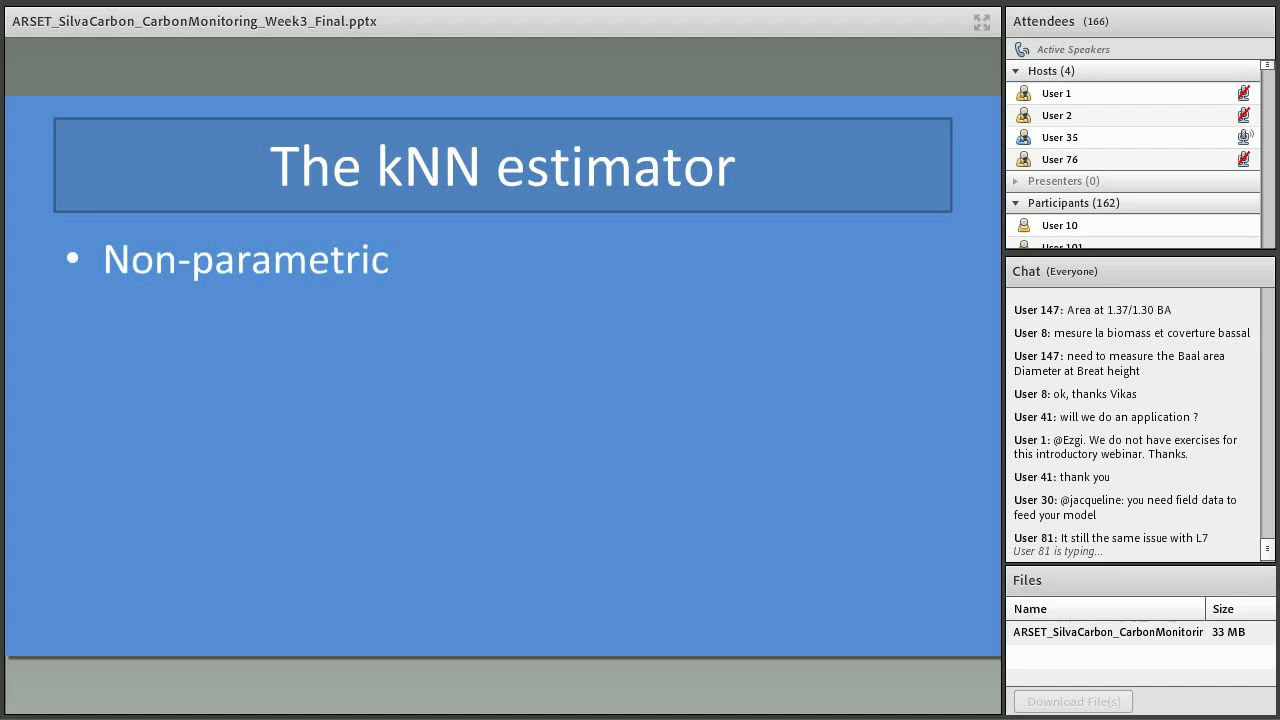 ARSET_SilvaCarbon_CarbonMonitoring_Week3_Final.pptx
The kNN estimator
• Non-parametric
Attendees (166)
Active Speakers
Hosts (4)
User 1
User 2
User 35
User 76
Presenters (0)
Participants (162)
User 10
User 101
Chat (Everyone)
User 147: Area at 1.37/1.30 BA
User 8: mesure la biomass et coverture bassal
User 147: need to measure the Baal area
Diameter at Breat height
User 8: ok, thanks Vikas
User 41: will we do an application ?
User 1: @Ezgi. We do not have exercises for
this introductory webinar. Thanks.
User 41: thank you
User 30: @jacqueline: you need field data to
feed your model
User 81: It still the same issue with L7
User 81 is typing...
Files
Name Size
ARSET_SilvaCarbon_CarbonMonitorin 33 MB
Download File(s)